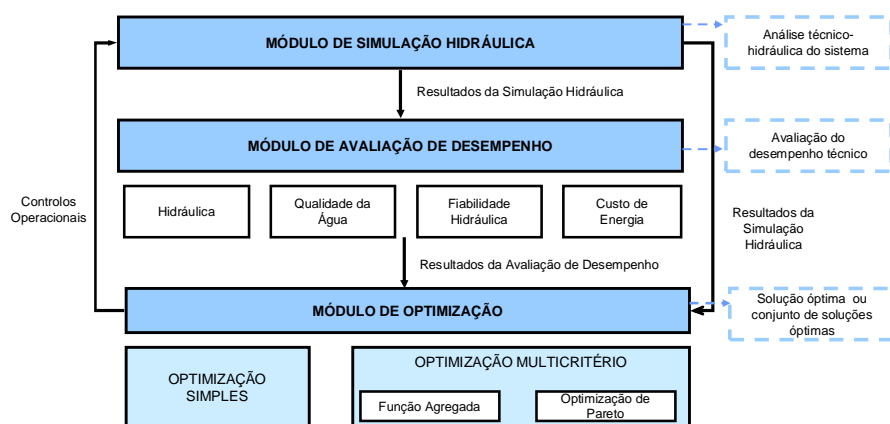 MÓDULO DE SIMULAÇÃO HIDRÁULICA
Análise técnico-
hidráulica do sistema
Resultados da Simulação Hidráulica
MÓDULO DE AVALIAÇÃO DE DESEMPENHO
Avaliação do
desempenho técnico
Controlos
Operacionais
Hidráulica
Qualidade da
Água
Fiabilidade
Hidráulica
Custo de
Energia
Resultados da
Simulação
Hidráulica
Resultados da Avaliação de Desempenho
MÓDULO DE OPTIMIZAÇÃO
Solução óptima ou
conjunto de soluções
óptimas
OPTIMIZAÇÃO
SIMPLES
OPTIMIZAÇÃO MULTICRITÉRIO
Função Agregada
Optimização de
Pareto